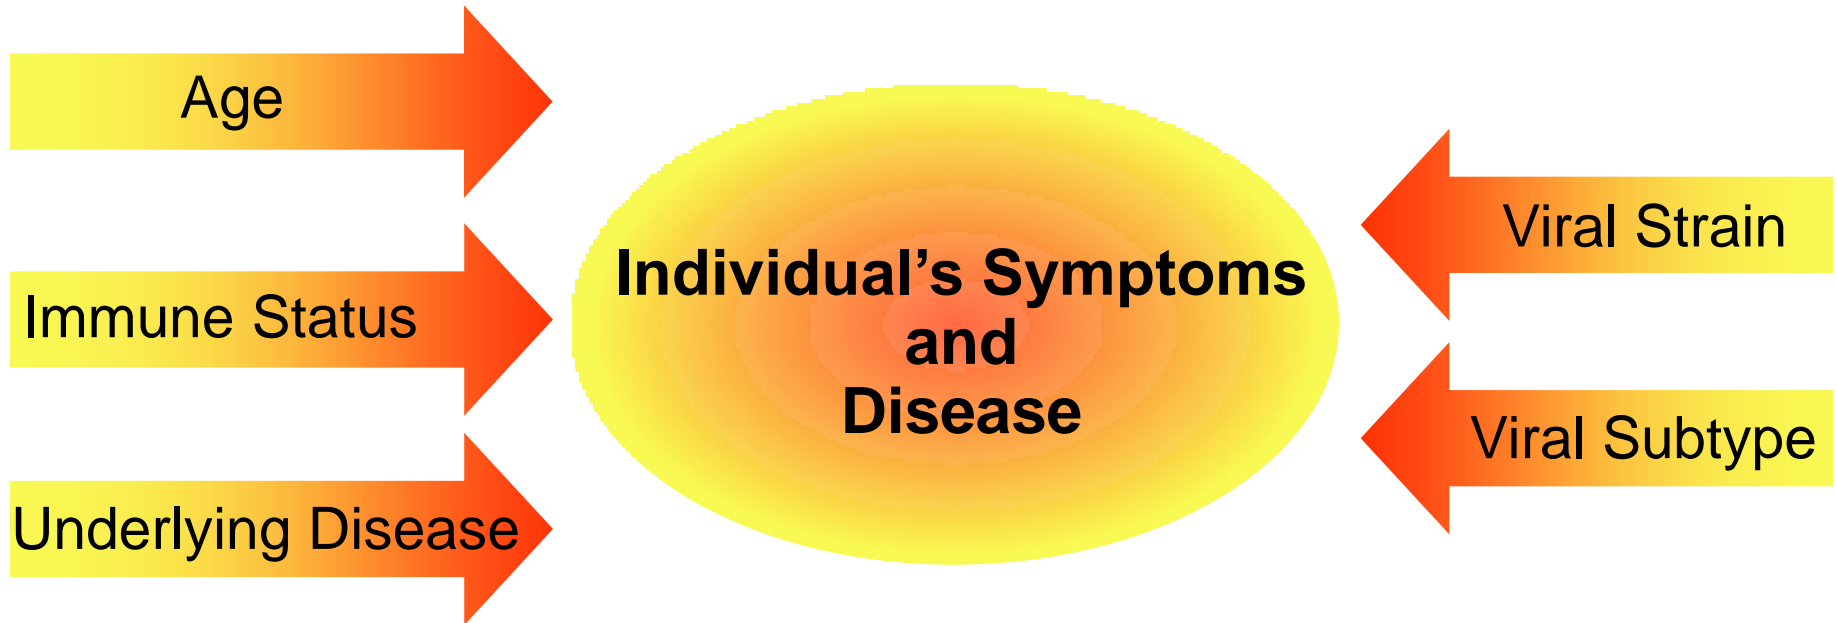 Age
Immune Status
Underlying Disease
Individual’s Symptoms
and
Disease
Viral Strain
Viral Subtype